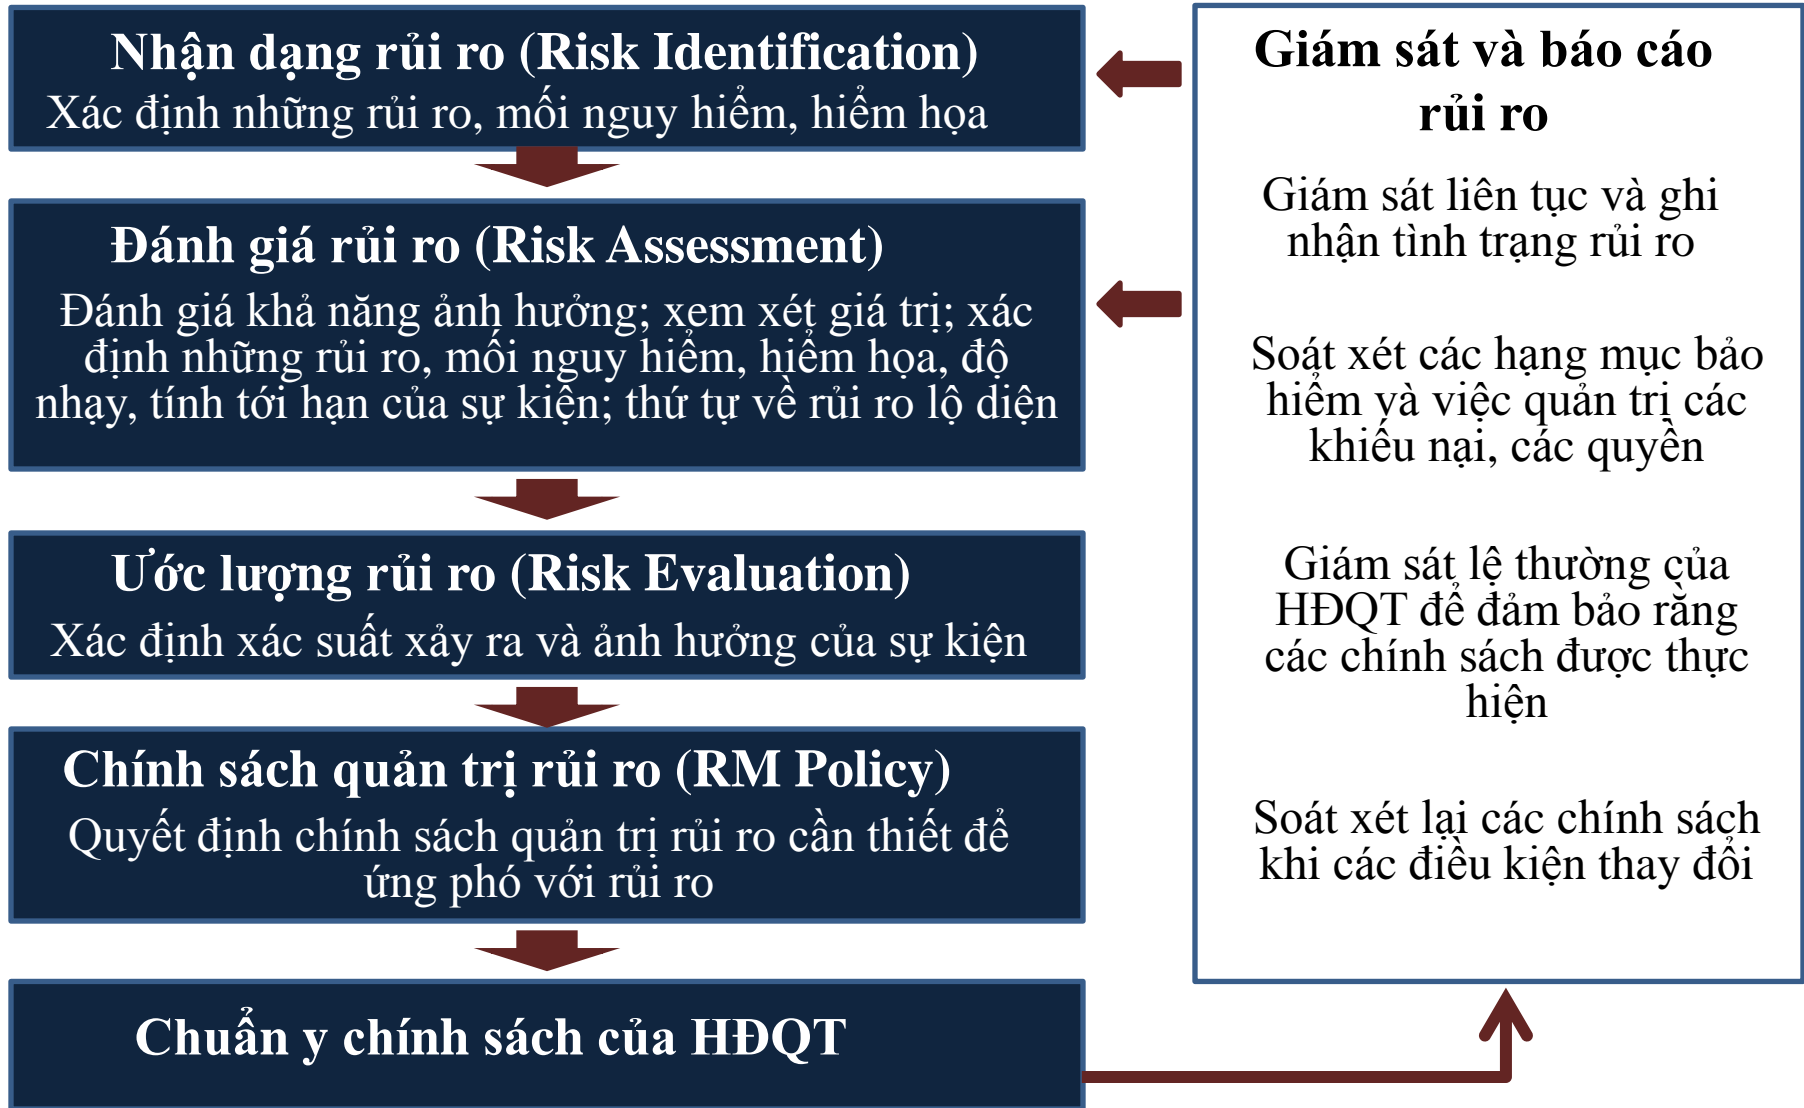 Nhận dạng rủi ro (Risk Identification)
Xác định những rủi ro, mối nguy hiểm, hiểm họa
Đánh giá rủi ro (Risk Assessment)
Đánh giá khả năng ảnh hưởng; xem xét giá trị; xác
định những rủi ro, mối nguy hiểm, hiểm họa, độ
nhạy, tính tới hạn của sự kiện; thứ tự về rủi ro lộ diện
Ước lượng rủi ro (Risk Evaluation)
Xác định xác suất xảy ra và ảnh hưởng của sự kiện
Chính sách quản trị rủi ro (RM Policy)
Quyết định chính sách quản trị rủi ro cần thiết để
ứng phó với rủi ro
Chuẩn y chính sách của HĐQT
Giám sát và báo cáo
rủi ro
Giám sát liên tục và ghi
nhận tình trạng rủi ro
Soát xét các hạng mục bảo
hiểm và việc quản trị các
khiếu nại, các quyền
Giám sát lệ thường của
HĐQT để đảm bảo rằng
các chính sách được thực
hiện
Soát xét lại các chính sách
khi các điều kiện thay đổi